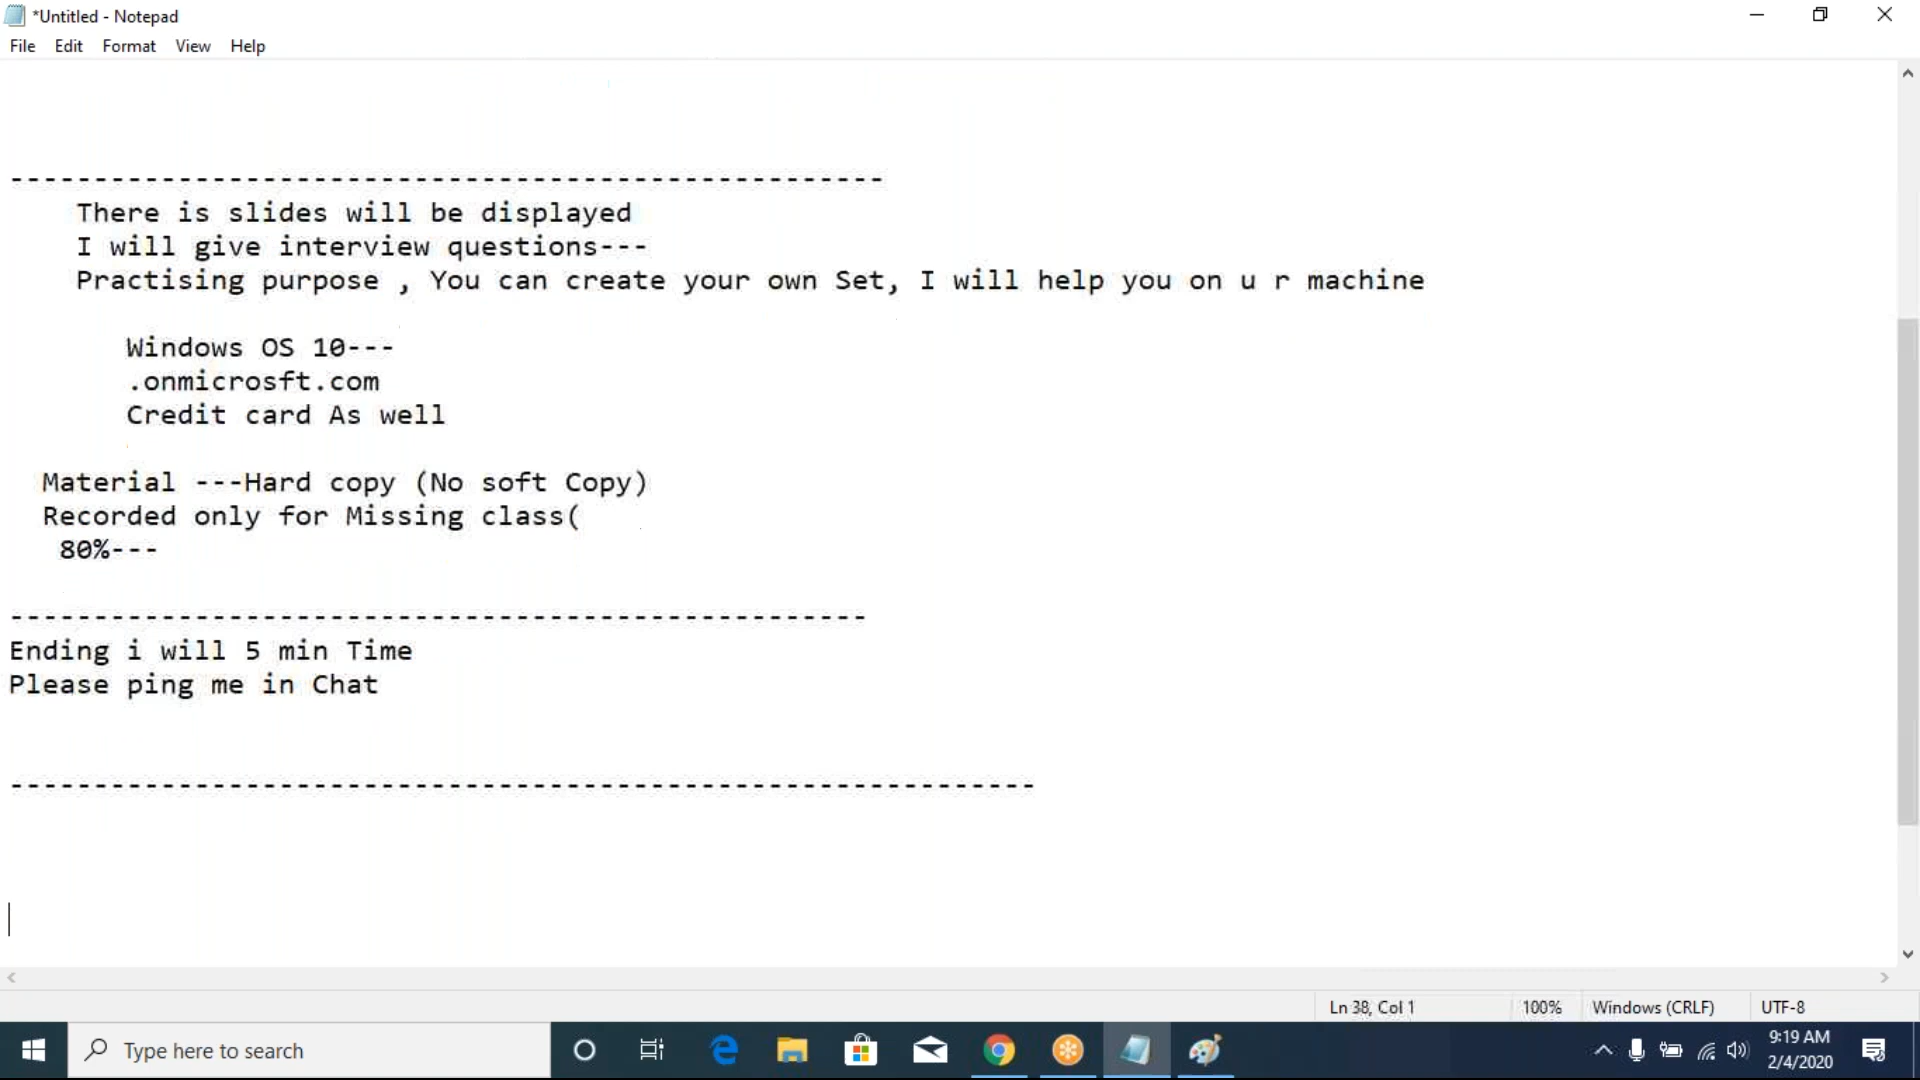 *Untitled - Notepad
File Edit Format View Help
----------------------------------------------------
There is slides will be displayed
I will give interview questions---
Practising purpose , You can create your own Set, I will help you on u r machine
Windows OS 10---
.onmicrosft.com
Credit card As well
Material ---Hard copy (No soft Copy)
Recorded only for Missing class(
80%---
---------------------------------------------------
Ending i will 5 min Time
Please ping me in Chat
-------------------------------------------------------------
Ln 38, Col 1 100% Windows (CRLF) UTF-8
Type here to search
9:19 AM
2/4/2020